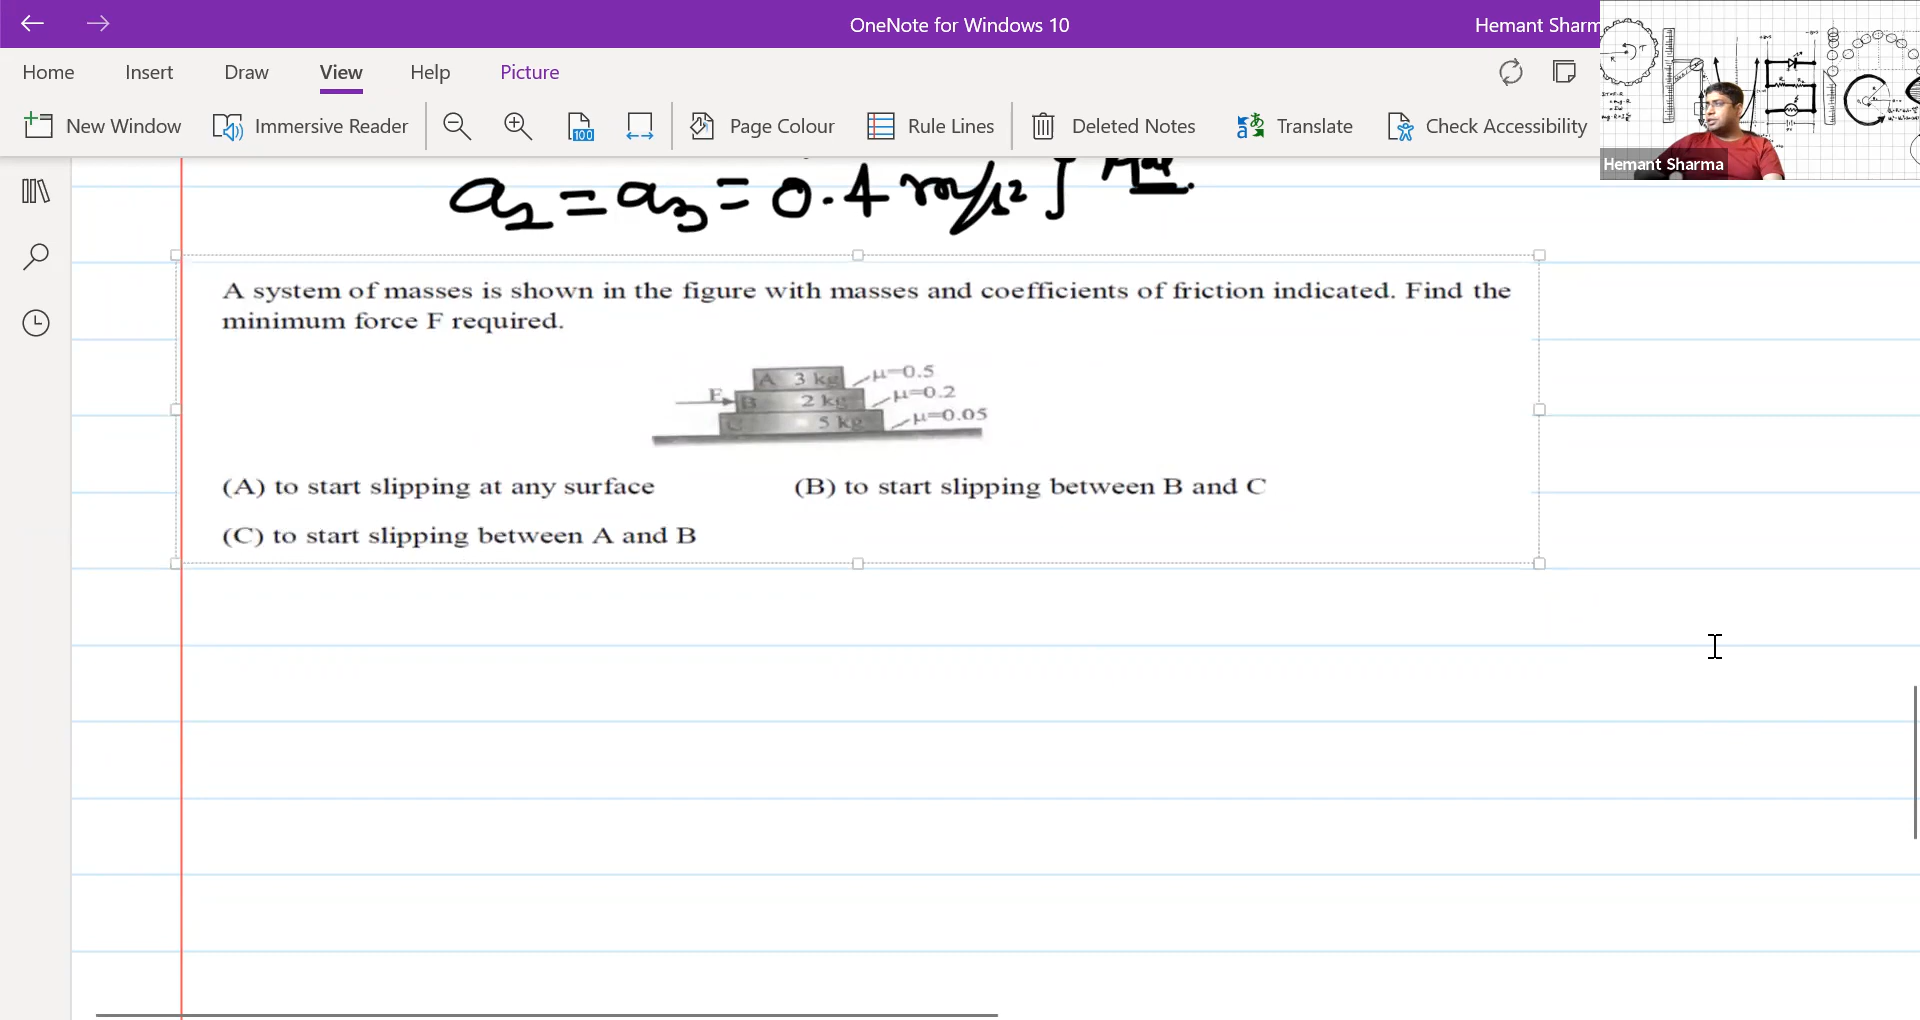 OneNote for Windows 10
Hemant Sharm
Home Insert Draw View Help Picture
New Window Immersive Reader 100 Page Colour Rule Lines Deleted Notes Translate Check Accessibility
Hemant Sharma
a₂ = a₃ = 0.4 m/s²
A system of masses is shown in the figure with masses and coefficients of friction indicated. Find the
minimum force F required.
A 3 kg μ=0.5
F B 2 kg μ=0.2
C 5 kg μ=0.05
(A) to start slipping at any surface (B) to start slipping between B and C
(C) to start slipping between A and B